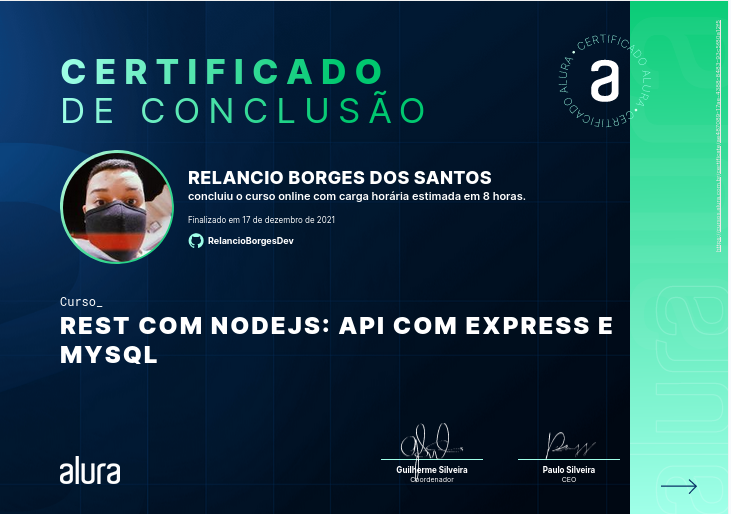 CERTIFICADO
DE CONCLUSÃO
CERTIFICADO ALURA • CERTIFICADO ALURA •
a
RELANCIO BORGES DOS SANTOS
concluiu o curso online com carga horária estimada em 8 horas.
Finalizado em 17 de dezembro de 2021
RelancioBorgesDev
Curso_
REST COM NODEJS: API COM EXPRESS E
MYSQL
alura
Guilherme Silveira
Coordenador
Paulo Silveira
CEO
alura